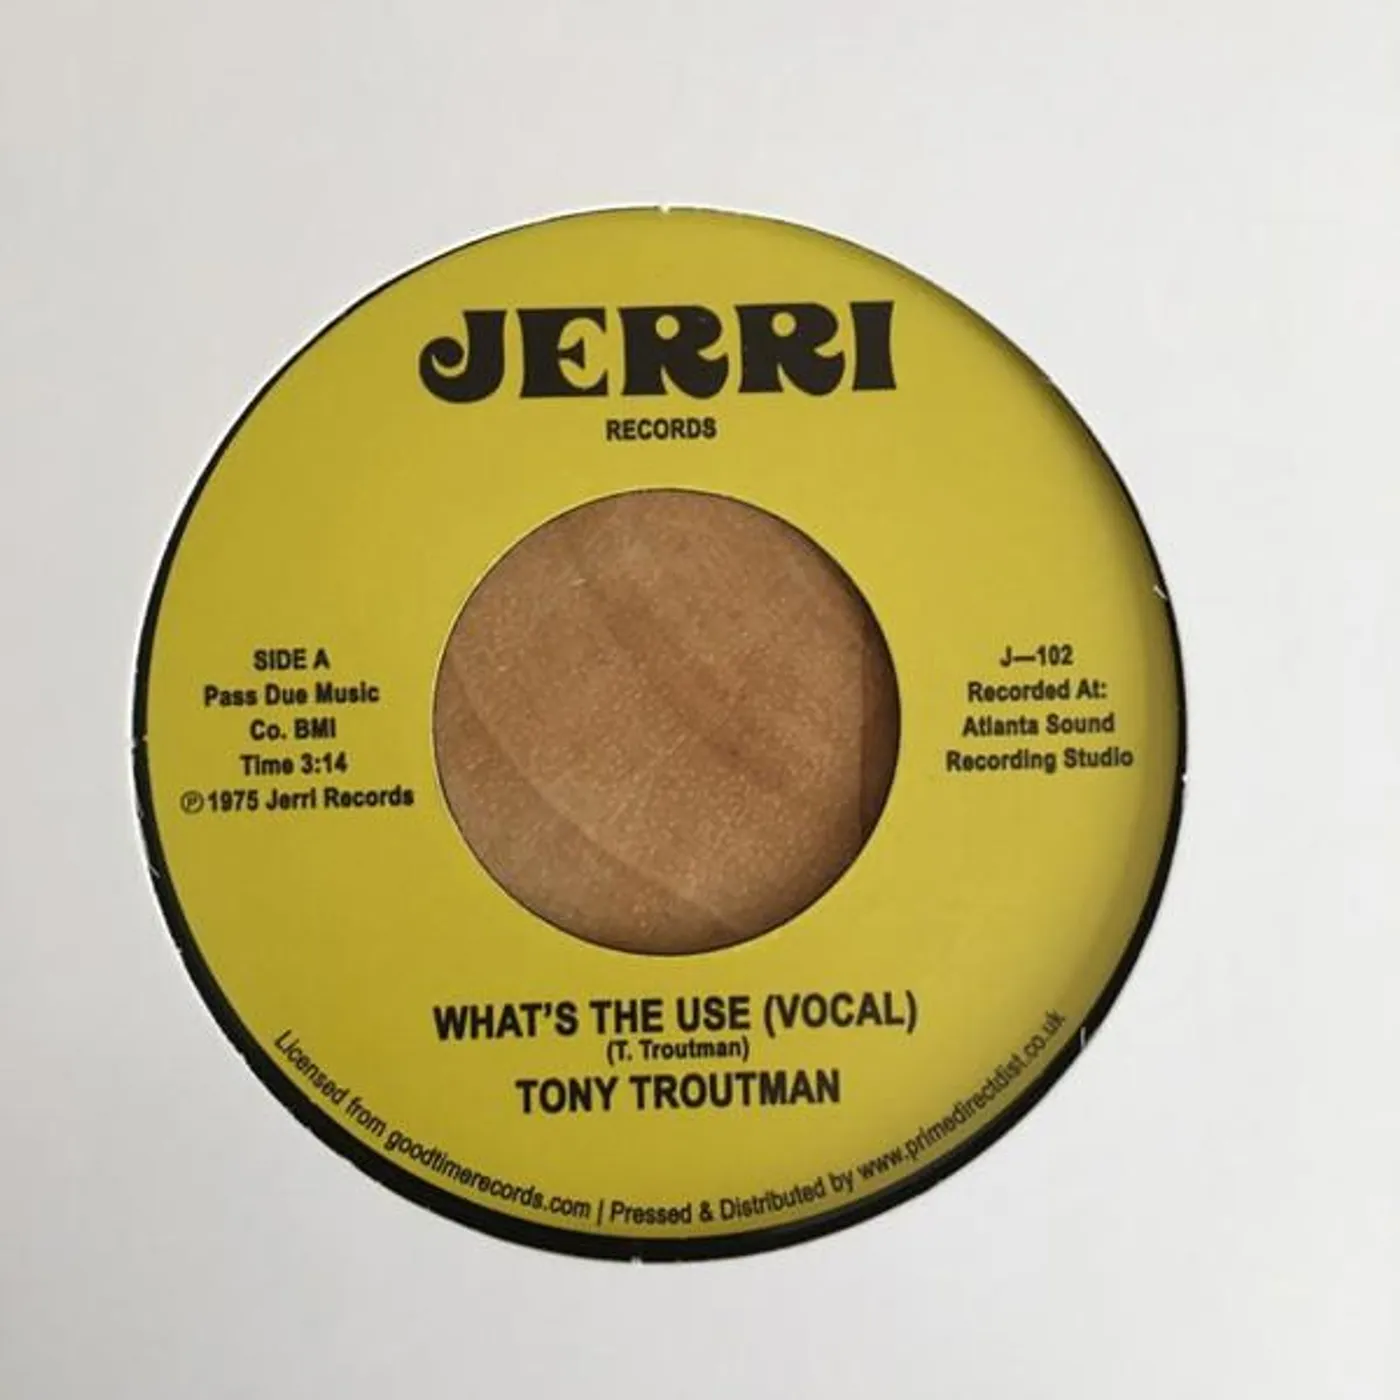 JERRI
RECORDS
SIDE A
Pass Due Music
Co. BMI
Time 3:14
℗ 1975 Jerri Records
J—102
Recorded At:
Atlanta Sound
Recording Studio
WHAT'S THE USE (VOCAL)
(T. Troutman)
TONY TROUTMAN
Licensed from goodtimerecords.com | Pressed & Distributed by www.primedirectdist.co.uk